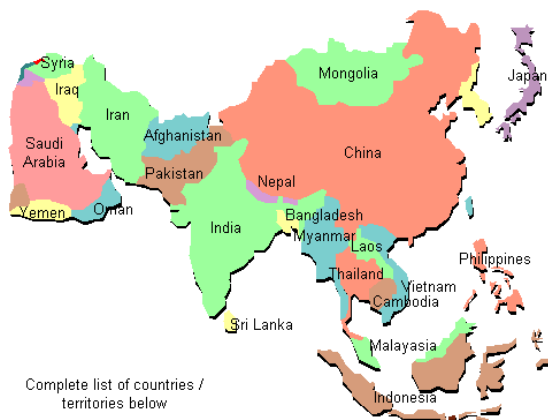 Syria
Mongolia
Japan
Iraq
Iran
Afghanistan
Saudi
Arabia
China
Pakistan
Nepal
Yemen
Oman
India
Bangladesh
Myanmar
Laos
Philippines
Thailand
Vietnam
Cambodia
Sri Lanka
Malayasia
Indonesia
Complete list of countries /
territories below